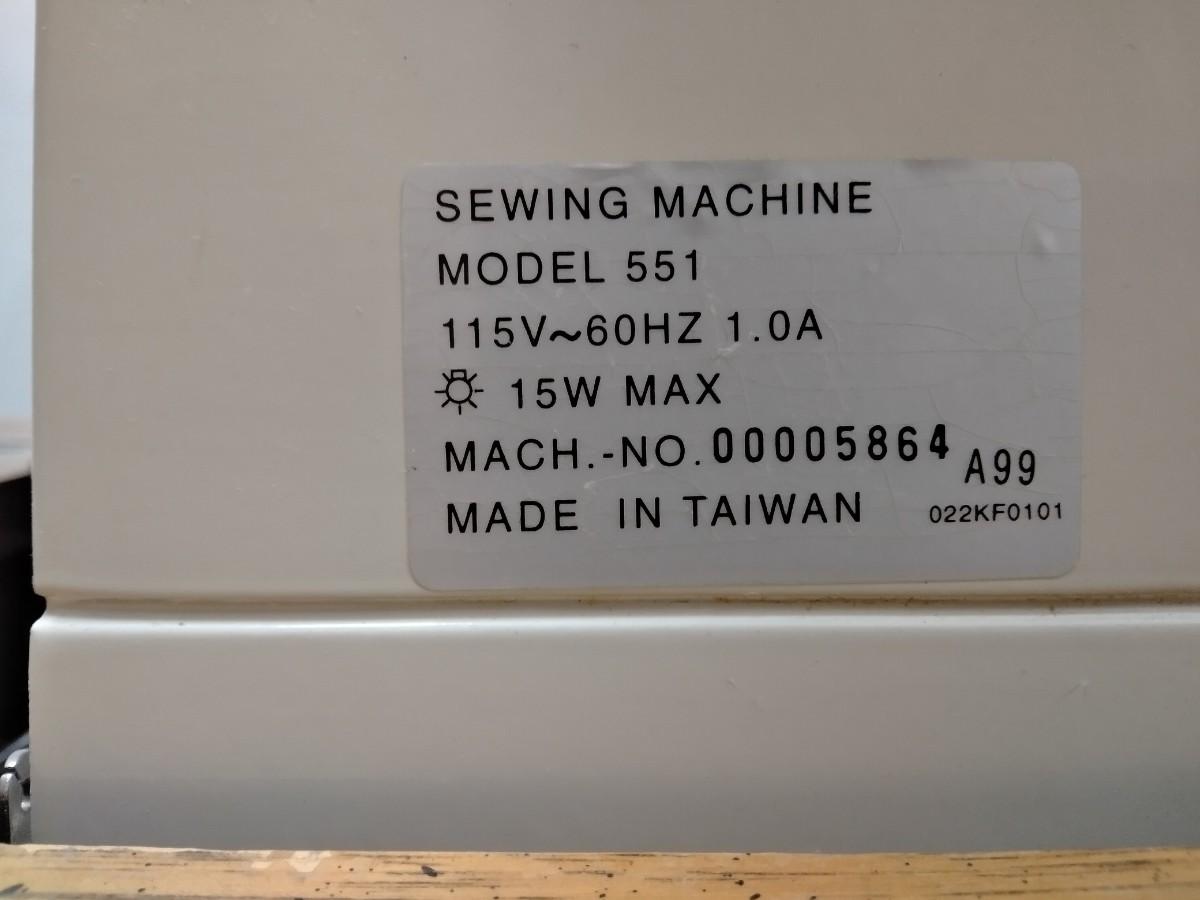 SEWING MACHINE
MODEL 551
115V~60HZ 1.0A
15W MAX
MACH.-NO. 00005864 A99
MADE IN TAIWAN 022KF0101